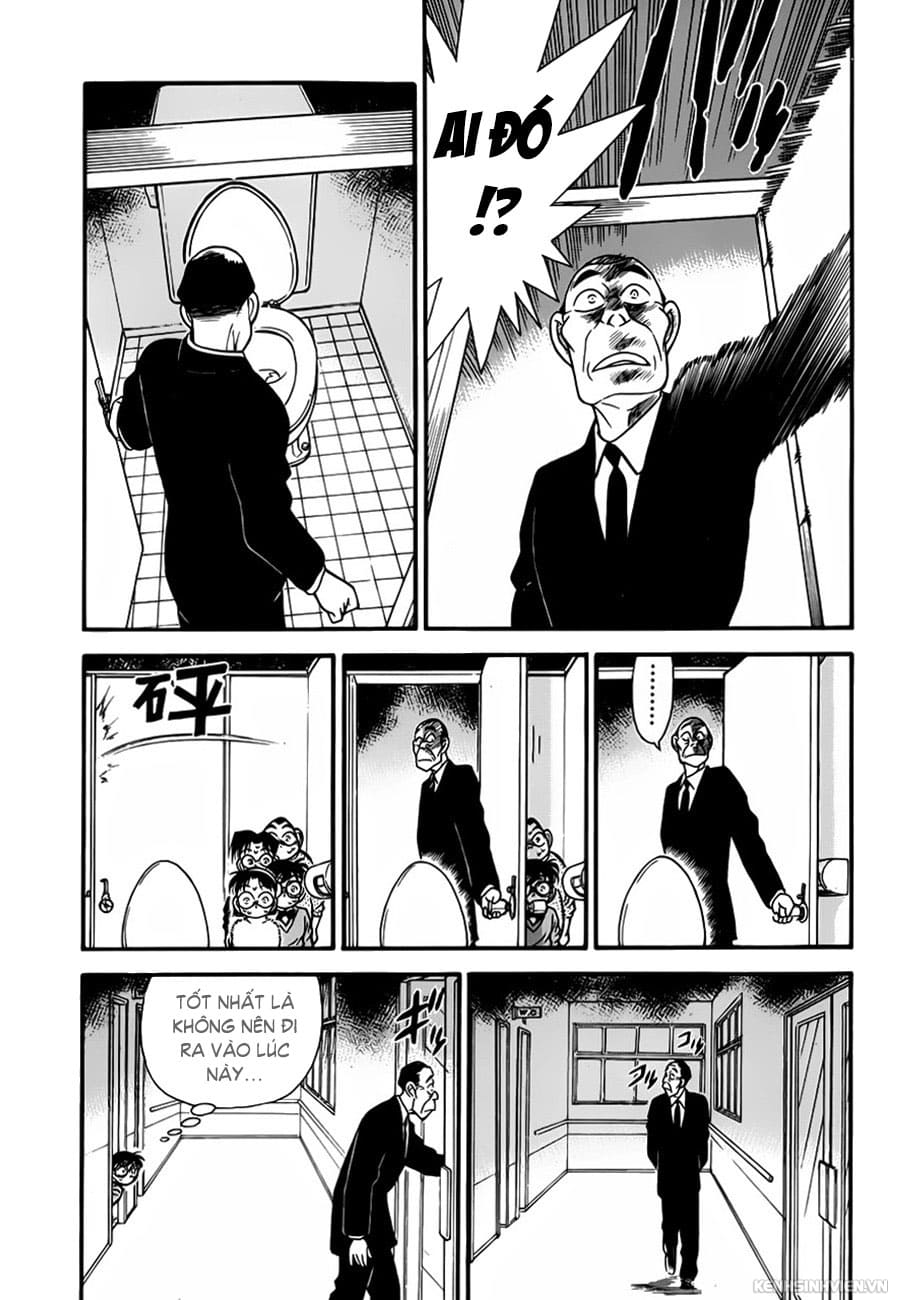 AI ĐÓ
!?
砰
........
TỐT NHẤT LÀ
KHÔNG NÊN ĐI
RA VÀO LÚC
NÀY...
W.C
KENHSINHVIEN.VN